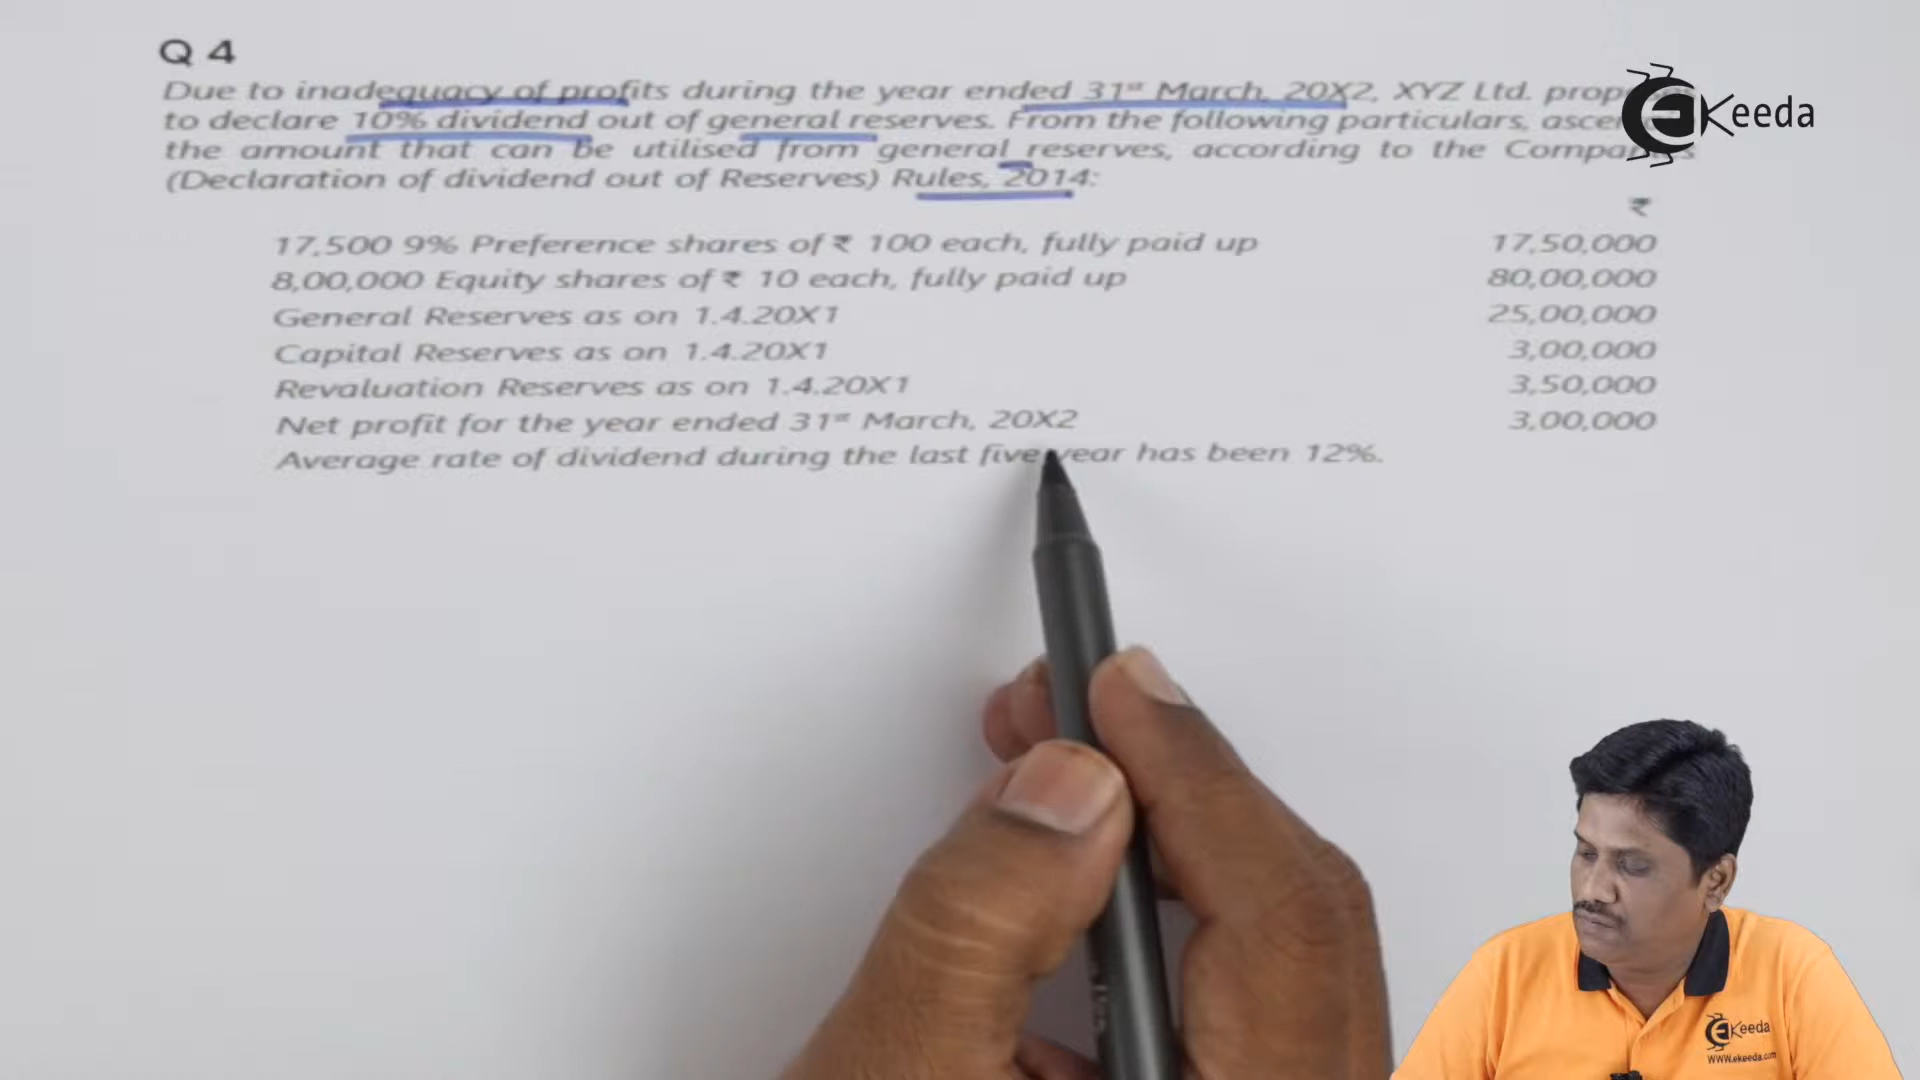 Q 4
Due to inadequacy of profits during the year ended 31st March, 20X2, XYZ Ltd.
to declare 10% dividend out of general reserves. From the following particulars,
the amount that can be utilised from general reserves, according to the
(Declaration of dividend out of Reserves) Rules, 2014:
₹
17,500 9% Preference shares of ₹ 100 each, fully paid up 17,50,000
8,00,000 Equity shares of ₹ 10 each, fully paid up 80,00,000
General Reserves as on 1.4.20X1 25,00,000
Capital Reserves as on 1.4.20X1 3,00,000
Revaluation Reserves as on 1.4.20X1 3,50,000
Net profit for the year ended 31st March, 20X2 3,00,000
Average rate of dividend during the last five year has been 12%.
eKeeda
eKeeda
www.ekeeda.com